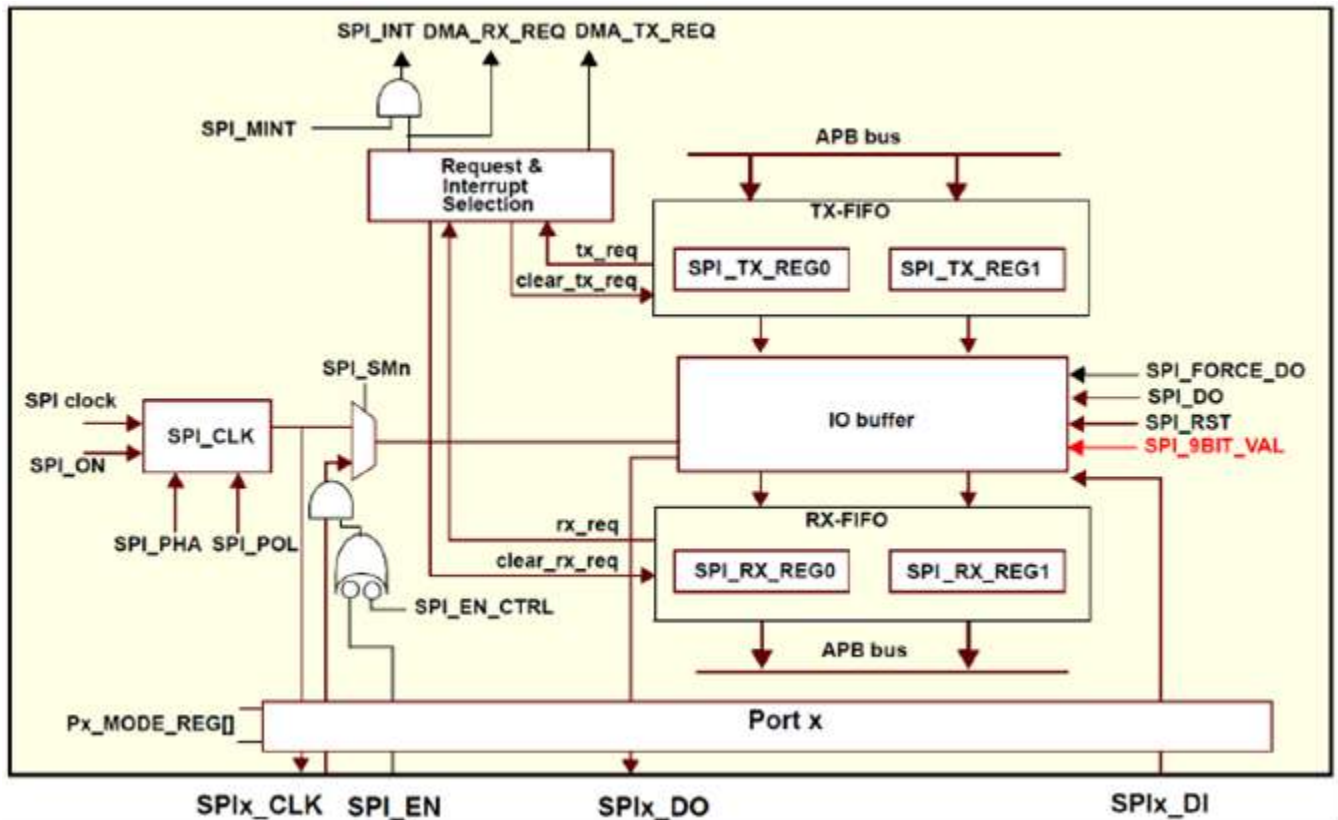 SPI_INT DMA_RX_REQ DMA_TX_REQ
SPI_MINT
APB bus
Request &
Interrupt
Selection
TX-FIFO
tx_req
SPI_TX_REG0
SPI_TX_REG1
clear_tx_req
SPI_SMn
SPI_FORCE_DO
SPI clock
SPI_DO
IO buffer
SPI_CLK
SPI_RST
SPI_9BIT_VAL
SPI_ON
rx_req
RX-FIFO
SPI_PHA SPI_POL
clear_rx_req
SPI_RX_REG0
SPI_RX_REG1
SPI_EN_CTRL
APB bus
Px_MODE_REG[]
Port x
SPIx_CLK SPI_EN SPIx_DO SPIx_DI